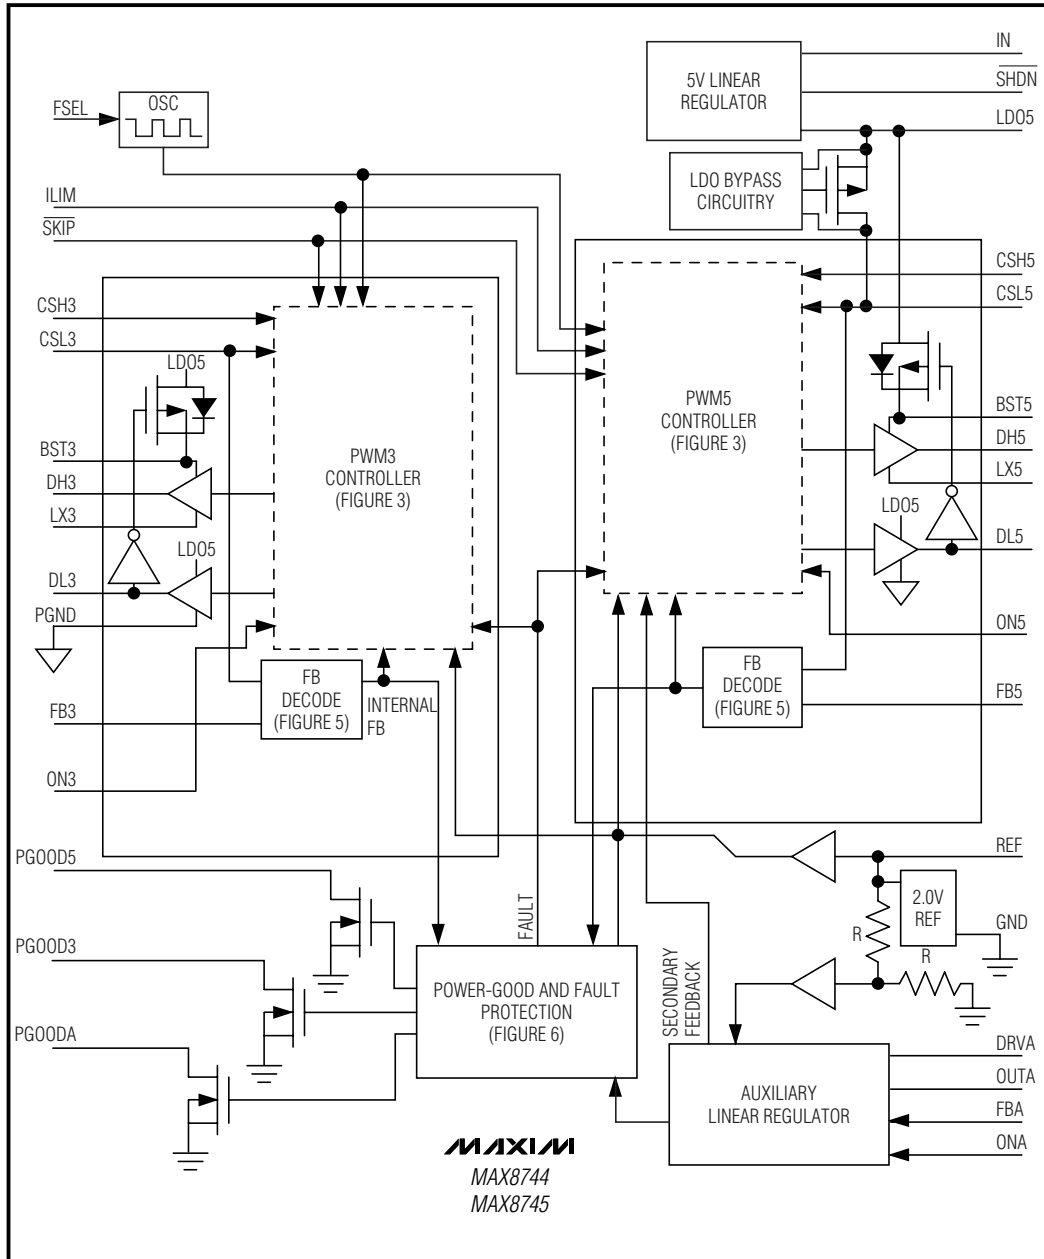 IN
5V LINEAR
REGULATOR
SHDN
LDO5
OSC
FSEL
LDO BYPASS
CIRCUITRY
ILIM
SKIP
CSH5
CSL5
CSH3
CSL3
LDO5
PWM5
CONTROLLER
(FIGURE 3)
BST5
DH5
LX5
PWM3
CONTROLLER
(FIGURE 3)
BST3
DH3
LX3
LDO5
DL5
LDO5
DL3
PGND
ON5
FB
DECODE
(FIGURE 5)
INTERNAL
FB
FB
DECODE
(FIGURE 5)
FB3
FB5
ON3
REF
PGOOD5
2.0V
REF
GND
R
R
FAULT
PGOOD3
POWER-GOOD AND FAULT
PROTECTION
(FIGURE 6)
SECONDARY
FEEDBACK
PGOODA
DRVA
OUTA
AUXILIARY
LINEAR REGULATOR
FBA
ONA
MAXIM
MAX8744
MAX8745